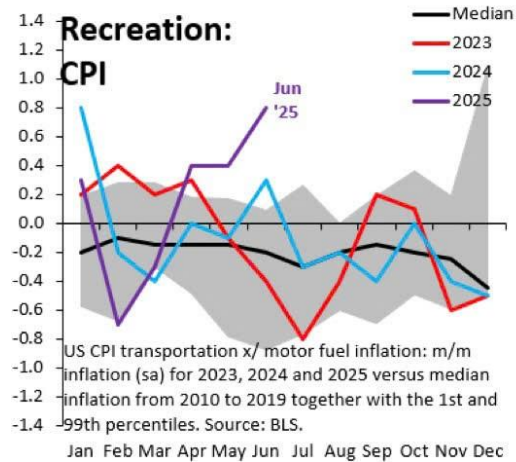 Recreation:
CPI
Median
2023
2024
2025
Jun
'25
1.4
1.2
1.0
0.8
0.6
0.4
0.2
0.0
-0.2
-0.4
-0.6
-0.8
-1.0
-1.2
-1.4
US CPI transportation x/ motor fuel inflation: m/m
inflation (sa) for 2023, 2024 and 2025 versus median
inflation from 2010 to 2019 together with the 1st and
99th percentiles. Source: BLS.
Jan Feb Mar Apr May Jun Jul Aug Sep Oct Nov Dec